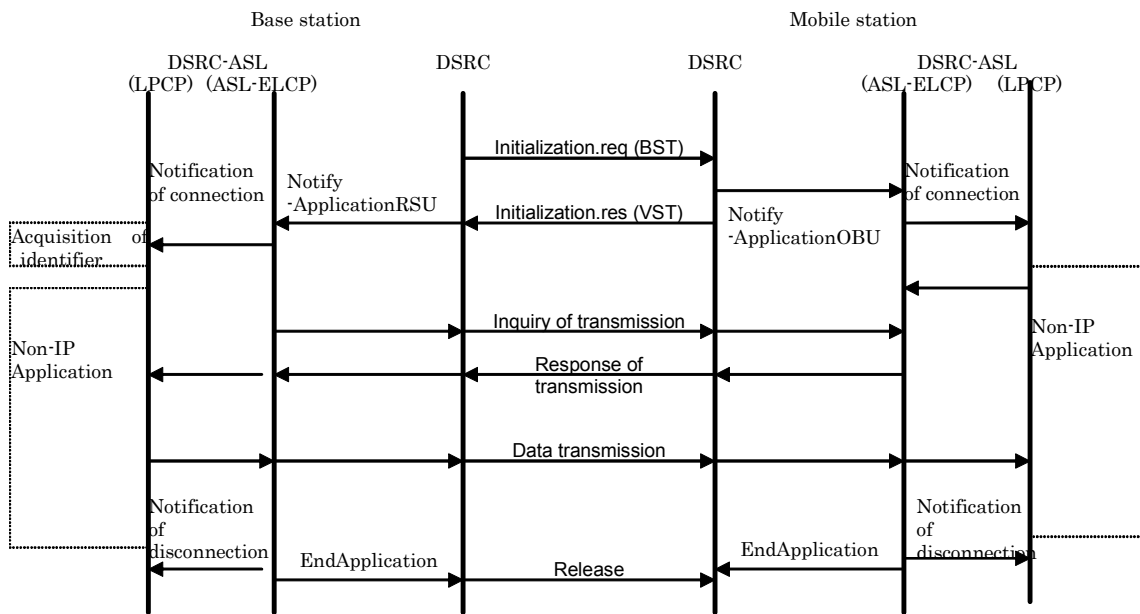 Base station
Mobile station
DSRC-ASL
(LPCP) (ASL-ELCP)
DSRC
DSRC
DSRC-ASL
(ASL-ELCP) (LPCP)
Initialization.req (BST)
Notification
of connection
Notify
-ApplicationRSU
Initialization.res (VST)
Notify
-ApplicationOBU
Notification
of connection
Acquisition of
identifier
Inquiry of transmission
Non-IP
Application
Response of
transmission
Non-IP
Application
Data transmission
Notification
of
disconnection
EndApplication
Release
EndApplication
Notification
of
disconnection